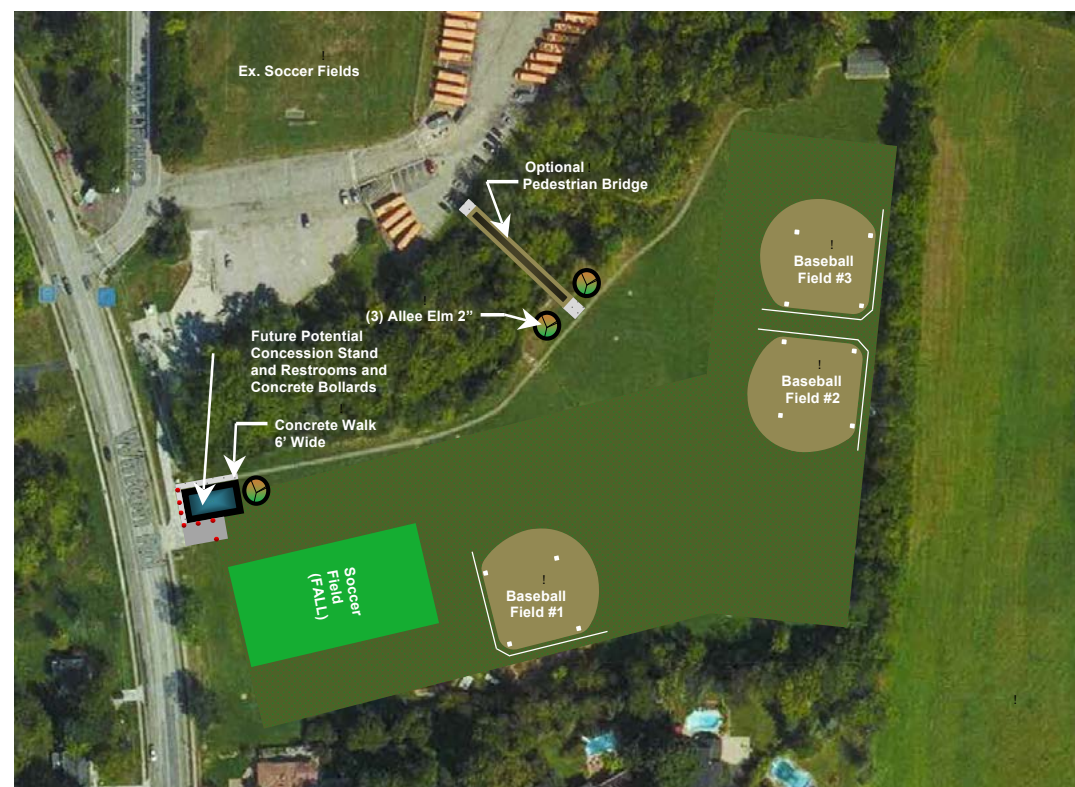 Ex. Soccer Fields
Optional
Pedestrian Bridge
Baseball
Field #3
(3) Allee Elm 2”
Future Potential
Concession Stand
and Restrooms and
Concrete Bollards
Baseball
Field #2
Concrete Walk
6’ Wide
Soccer
Field
(FALL)
Baseball
Field #1